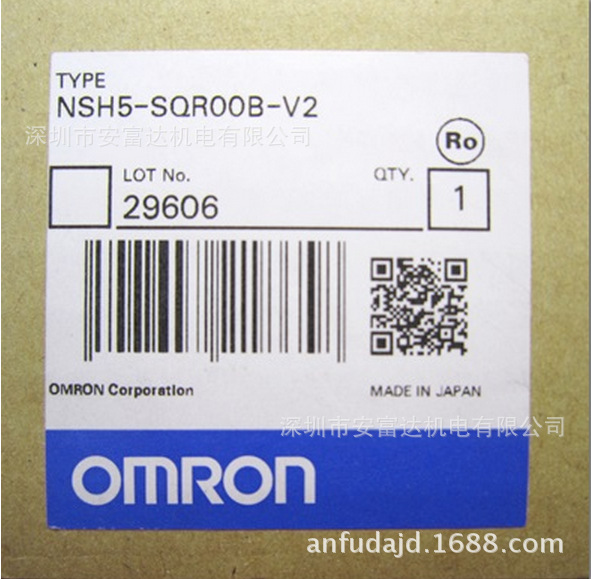 TYPE
NSH5-SQR00B-V2
深圳市安富达机电有限公司
Ro
LOT No.
QTY.
29606
1
OMRON Corporation
MADE IN JAPAN
深圳市安富达机电有限公司
OMRON
anfudajd.1688.com